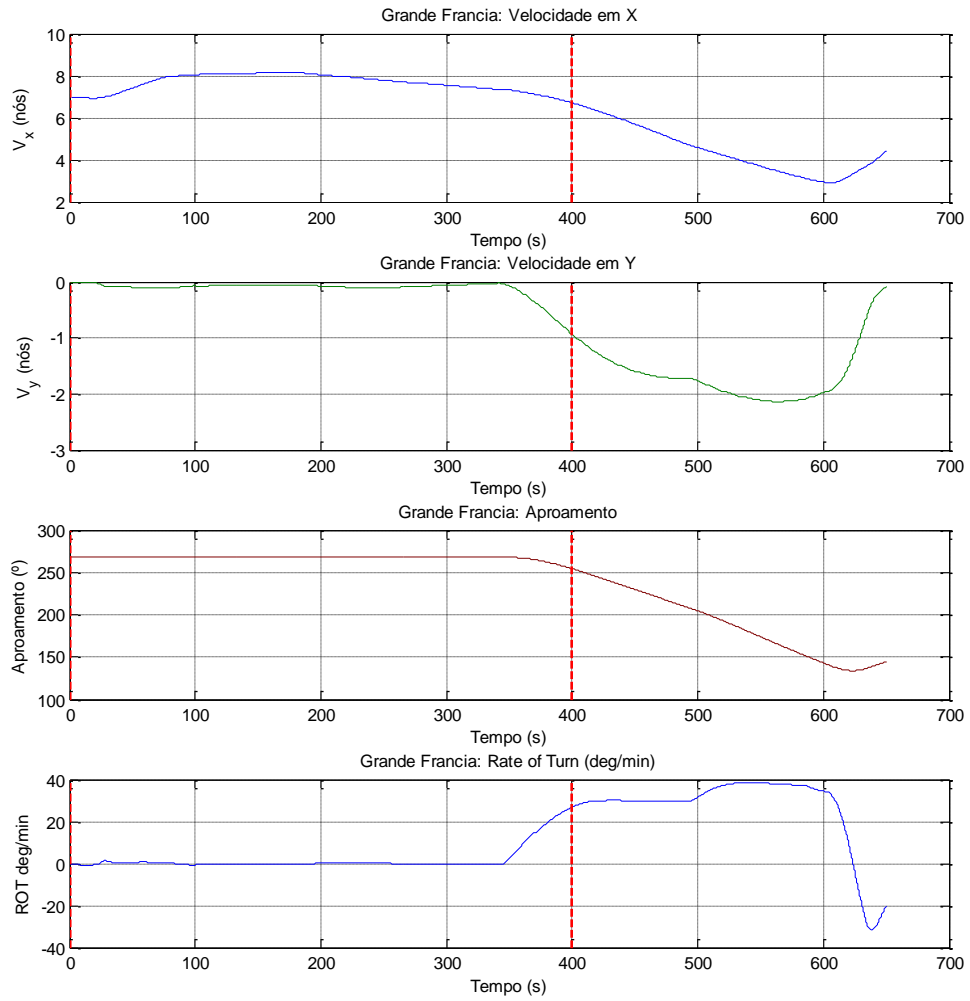 Grande Francia: Velocidade em X
10
8
6
4
2
V_x (nós)
0 100 200 300 400 500 600 700
Tempo (s)
Grande Francia: Velocidade em Y
0
-1
-2
-3
V_y (nós)
0 100 200 300 400 500 600 700
Tempo (s)
Grande Francia: Aproamento
300
250
200
150
100
Aproamento (º)
0 100 200 300 400 500 600 700
Tempo (s)
Grande Francia: Rate of Turn (deg/min)
40
20
0
-20
-40
ROT deg/min
0 100 200 300 400 500 600 700
Tempo (s)